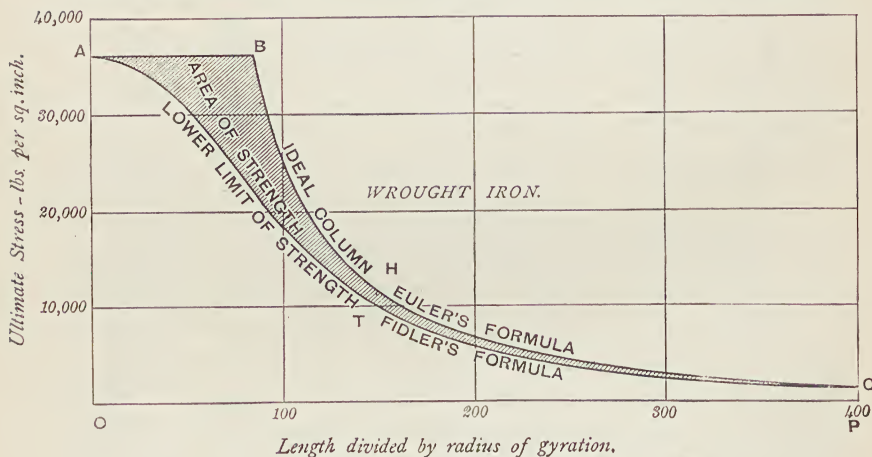 40,000
A
B
30,000
20,000
10,000
Ultimate Stress - lbs. per sq. inch.
AREA OF STRENGTH
LOWER LIMIT OF STRENGTH
IDEAL COLUMN
WROUGHT IRON.
H
EULER'S FORMULA
T
FIDLER'S FORMULA
C
O
100
200
300
400
P
Length divided by radius of gyration.